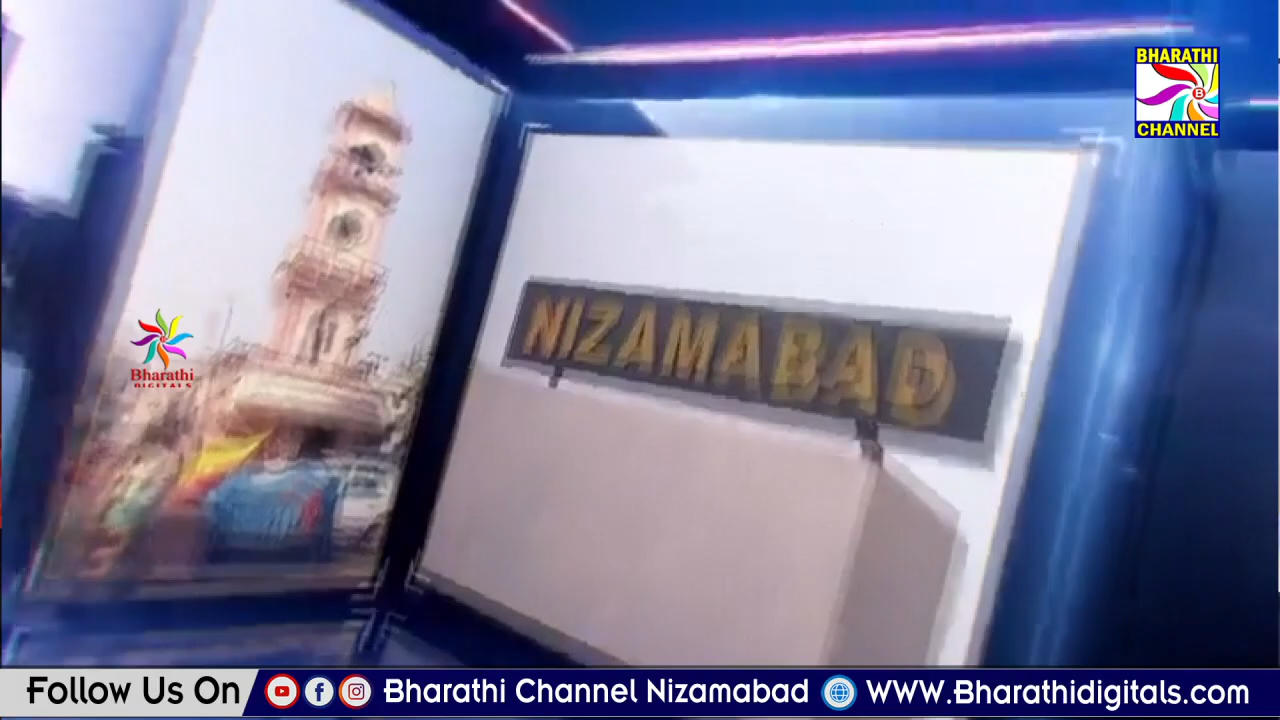 BHARATHI
B
CHANNEL
NIZAMABAD
Bharathi
DIGITALS
Follow Us On
Bharathi Channel Nizamabad
WWW.Bharathidigitals.com